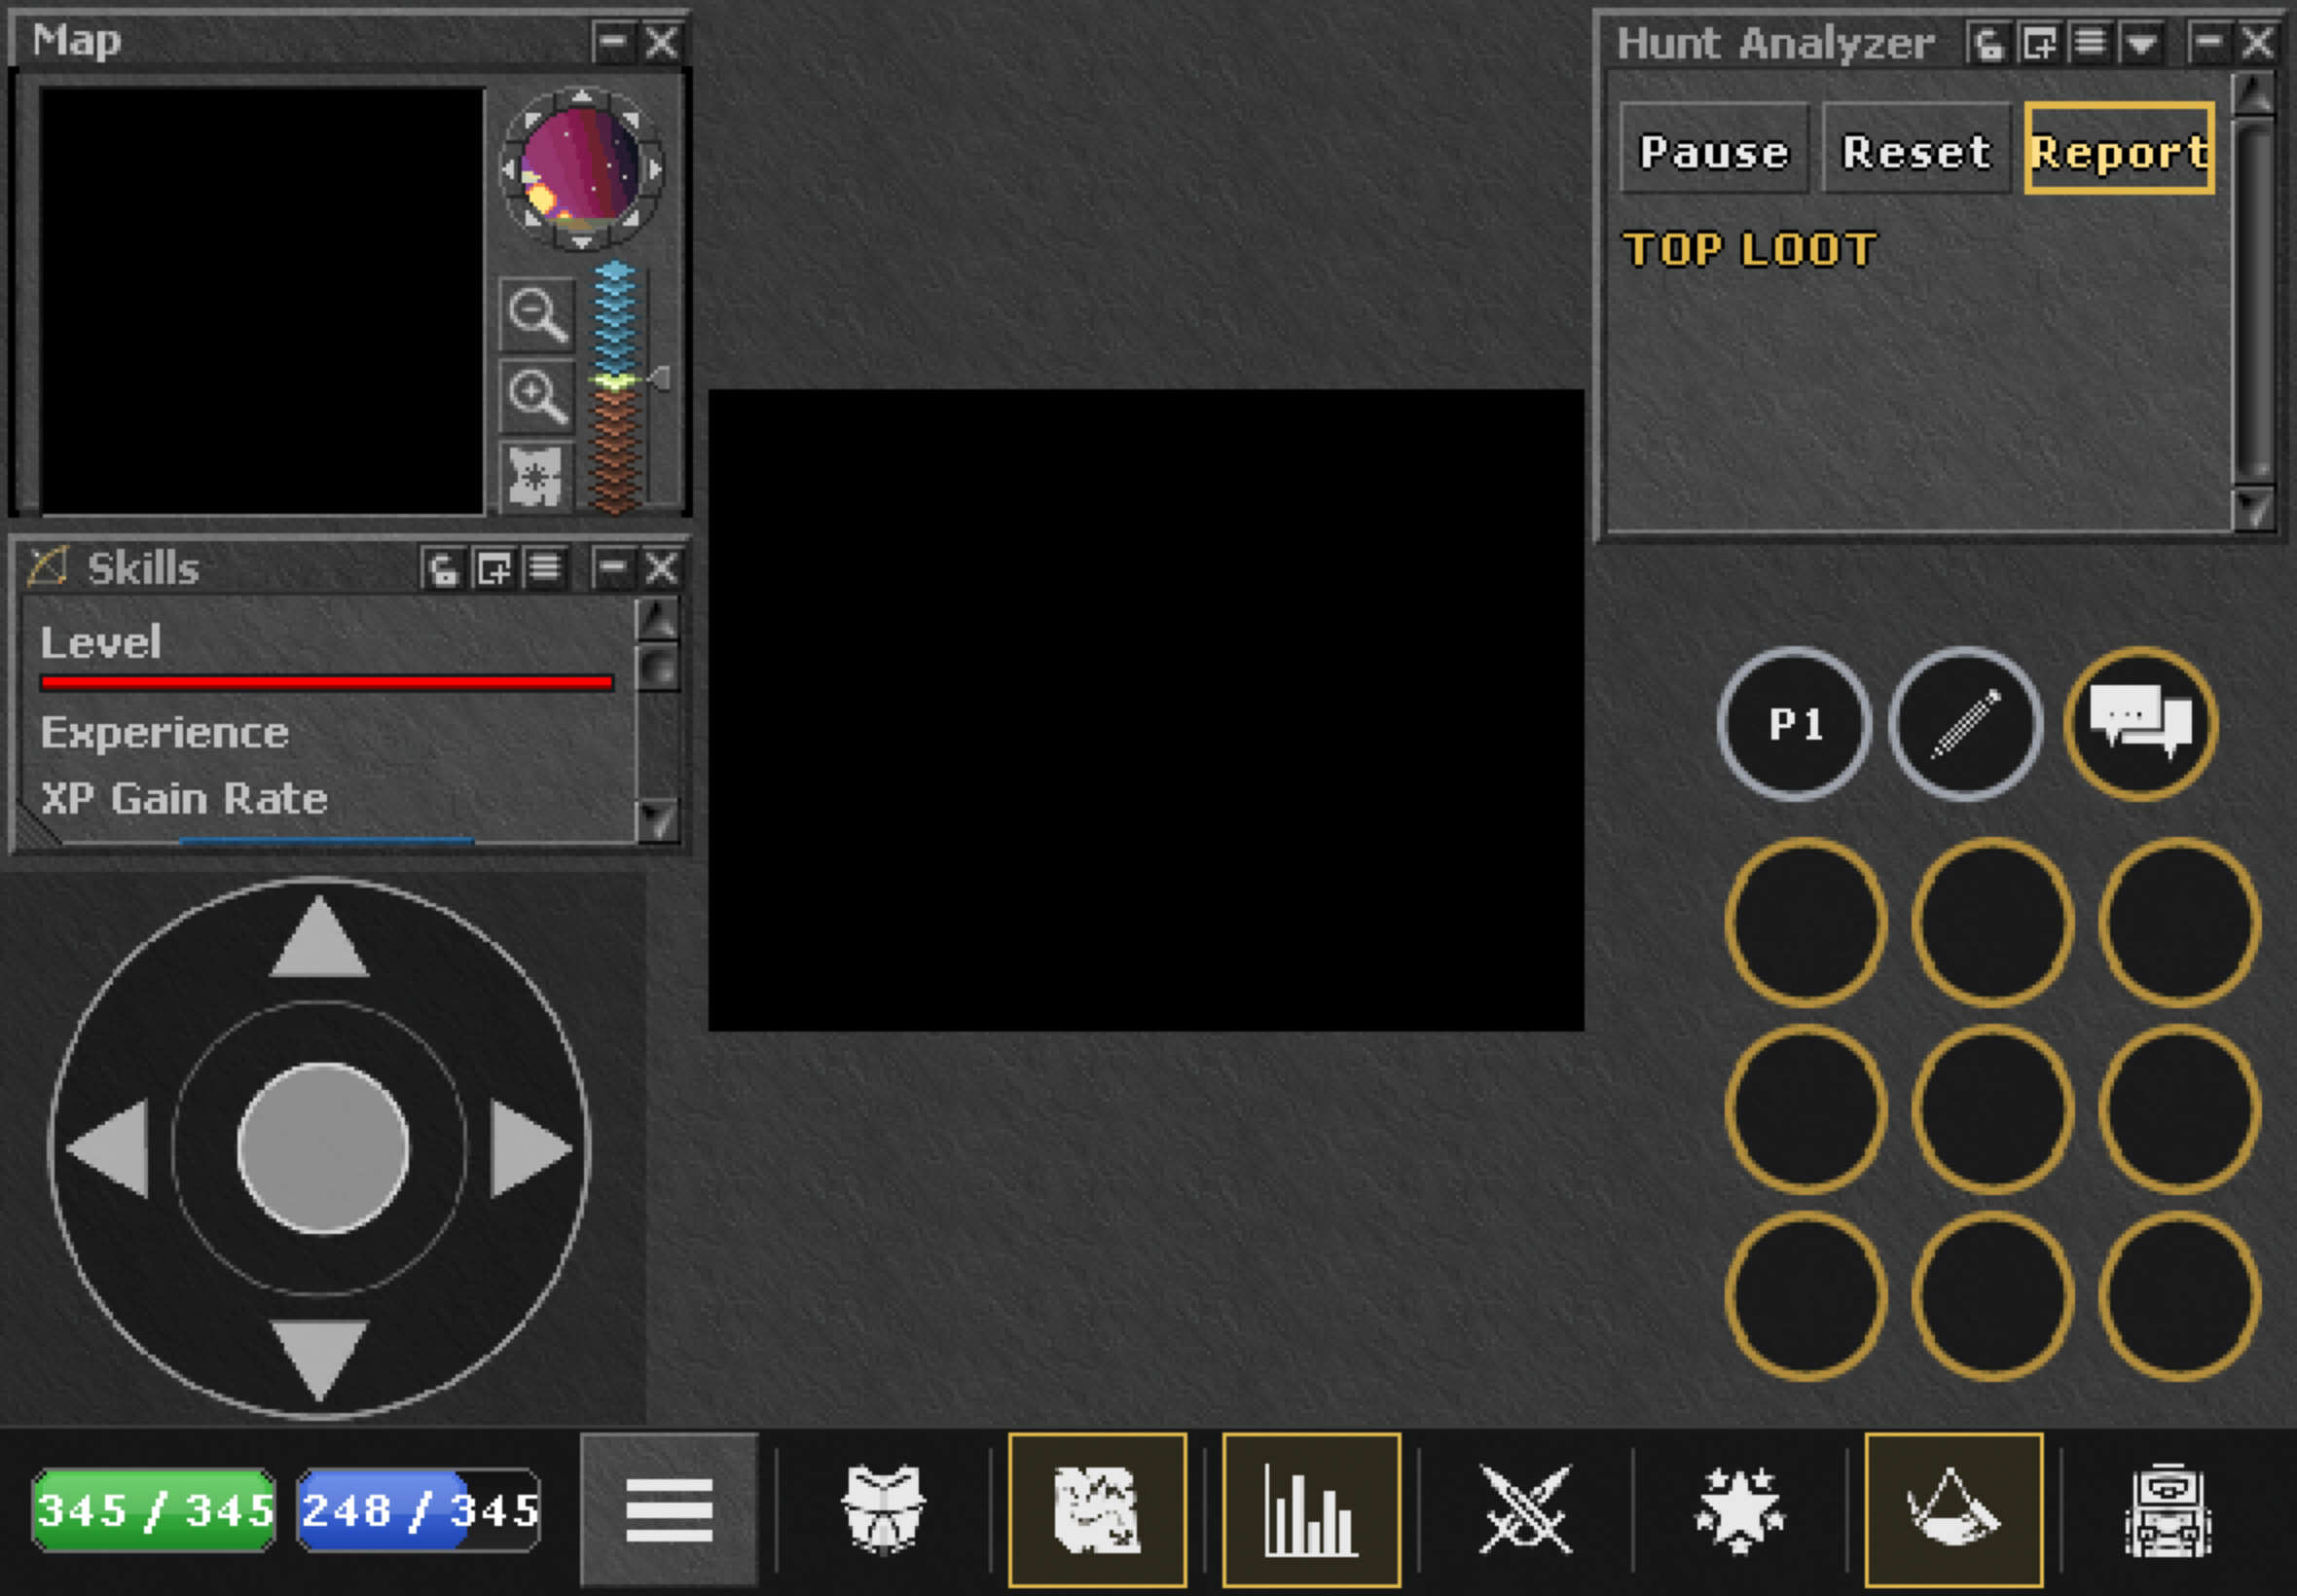 Map
Hunt Analyzer
Pause Reset Report
TOP LOOT
Skills
Level
Experience
XP Gain Rate
P1
345 / 345
248 / 345